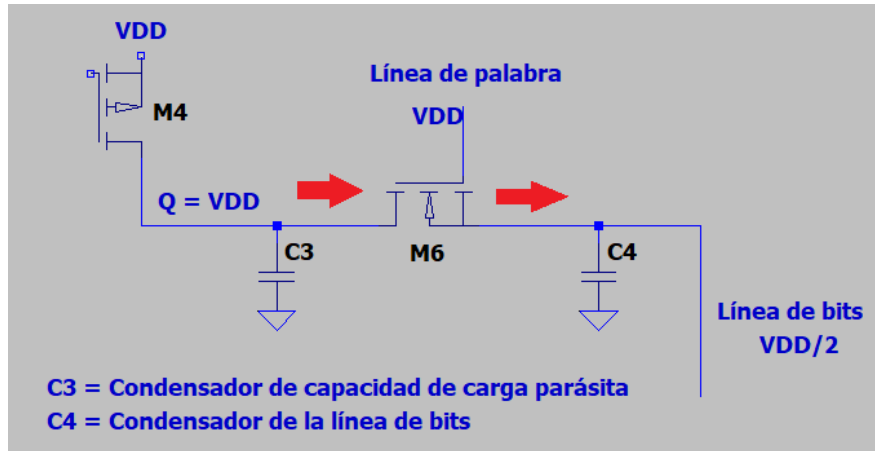 VDD
M4
Línea de palabra
VDD
Q = VDD
C3
M6
C4
Línea de bits
VDD/2
C3 = Condensador de capacidad de carga parásita
C4 = Condensador de la línea de bits